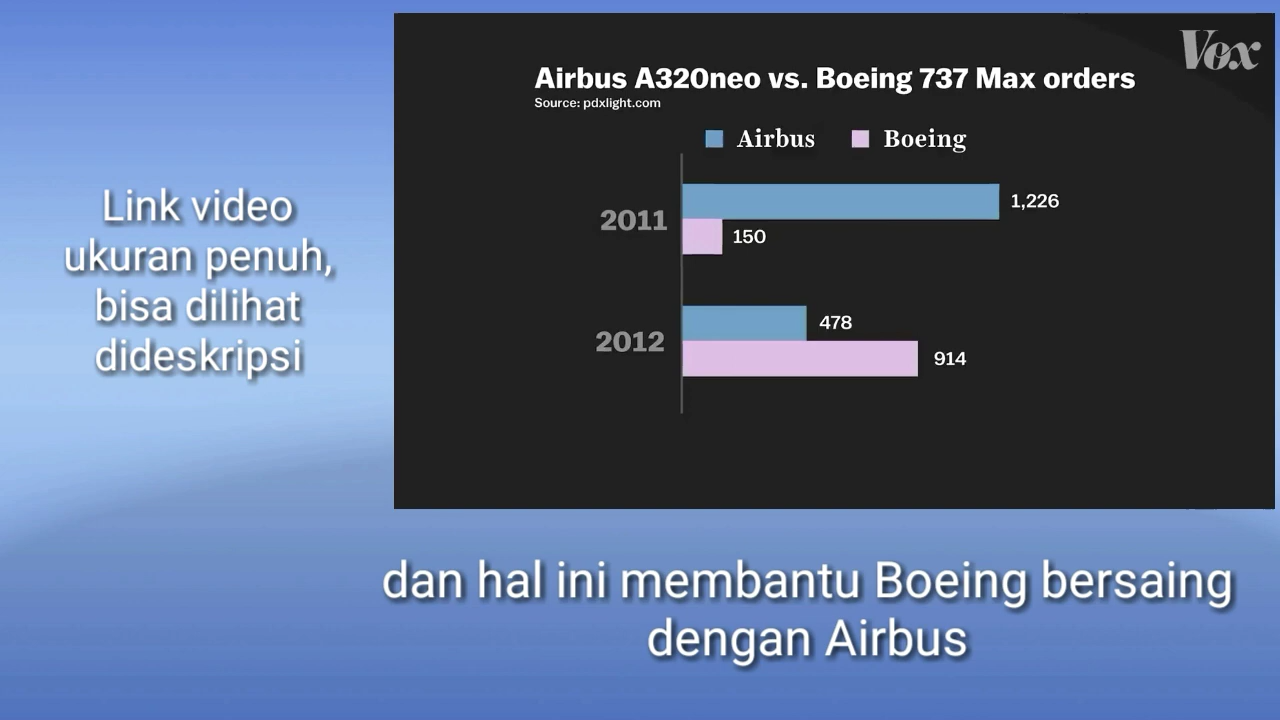 Vox
Airbus A320neo vs. Boeing 737 Max orders
Source: pdxlight.com
Airbus Boeing
2011
1,226
150
2012
478
914
Link video
ukuran penuh,
bisa dilihat
dideskripsi
dan hal ini membantu Boeing bersaing
dengan Airbus